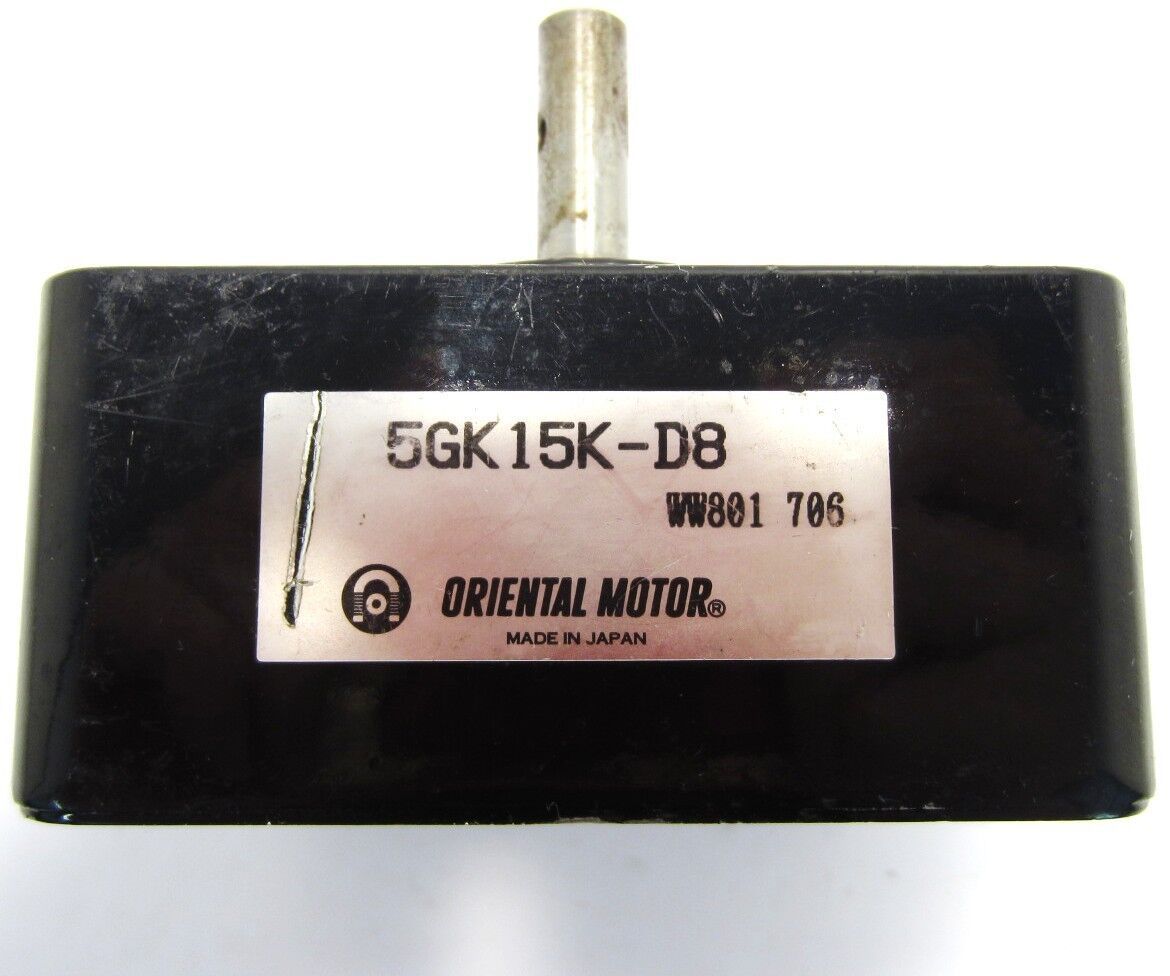 5GK15K-D8
WW801 706
ORIENTAL MOTOR®
MADE IN JAPAN